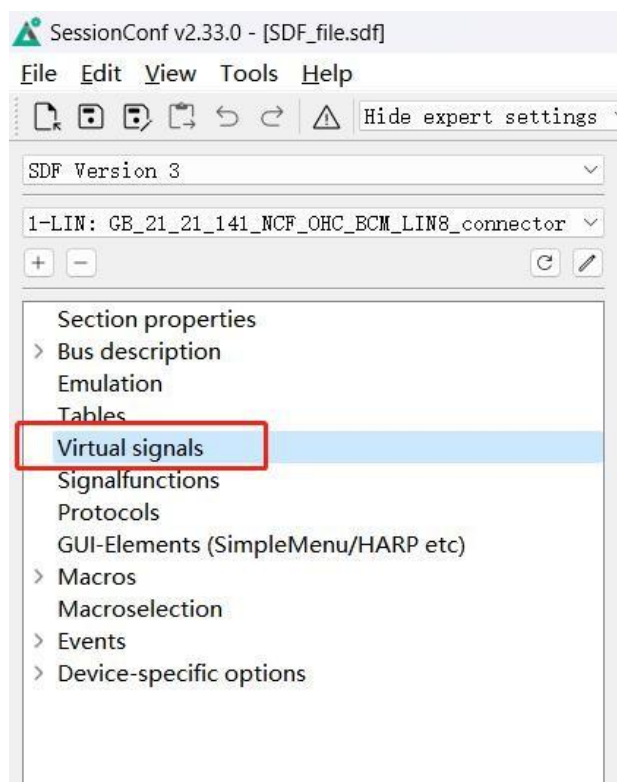 SessionConf v2.33.0 - [SDF_file.sdf]
File Edit View Tools Help
Hide expert settings
SDF Version 3
1-LIN: GB_21_21_141_NCF_OHC_BCM_LIN8_connector
Section properties
Bus description
Emulation
Tables
Virtual signals
Signalfunctions
Protocols
GUI-Elements (SimpleMenu/HARP etc)
Macros
Macroselection
Events
Device-specific options